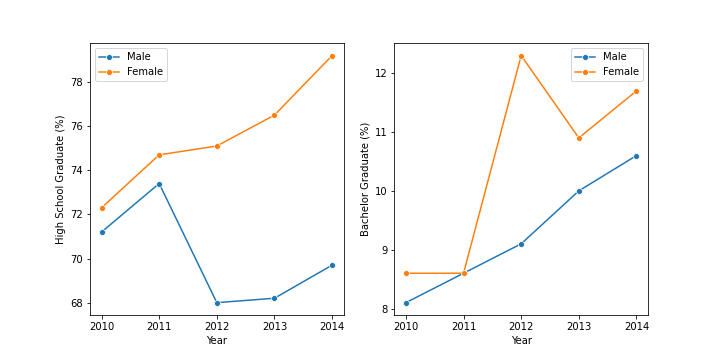 Male
Female
High School Graduate (%)
78
76
74
72
70
68
2010 2011 2012 2013 2014
Year
Male
Female
Bachelor Graduate (%)
12
11
10
9
8
2010 2011 2012 2013 2014
Year